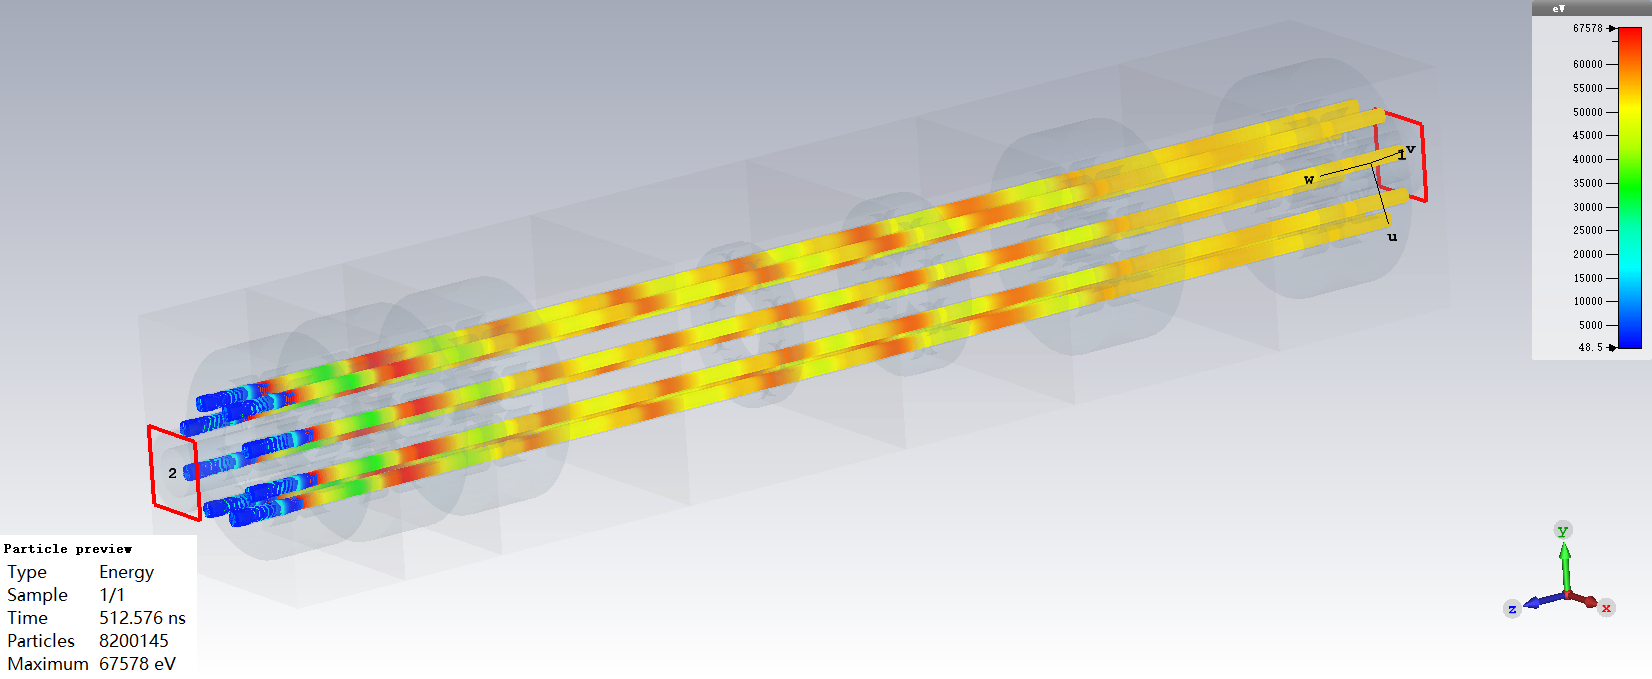 eV
67578
60000
55000
50000
45000
40000
35000
30000
25000
20000
15000
10000
5000
48.5
1
v
w
u
2
Particle preview
Type Energy
Sample 1/1
Time 512.576 ns
Particles 8200145
Maximum 67578 eV
y
z
x